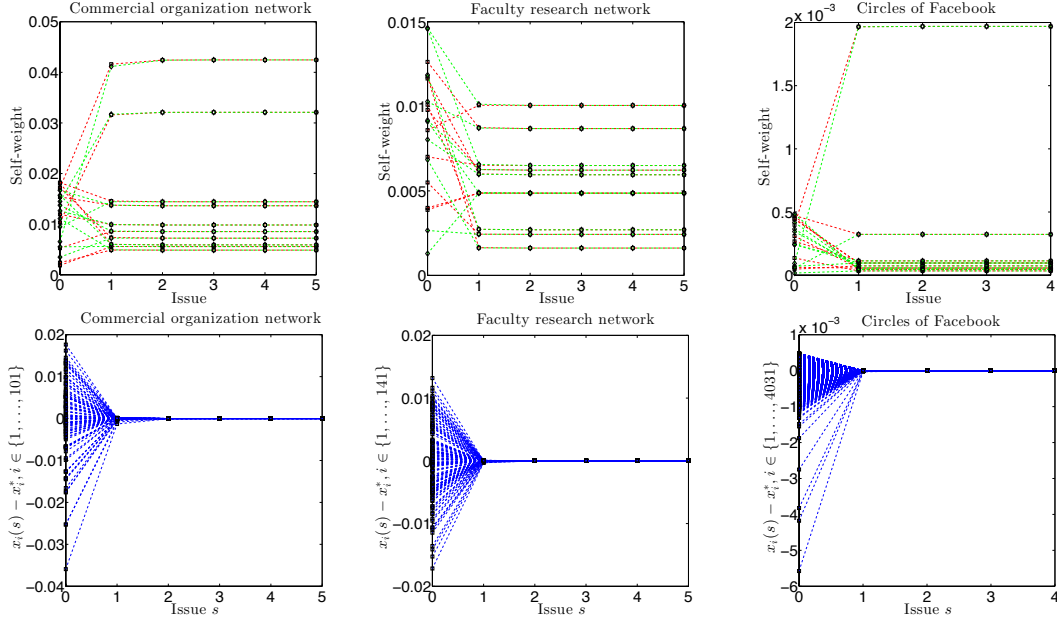 Commercial organization network
0.05
0.04
0.03
0.02
0.01
0
Self-weight
0 1 2 3 4 5
Issue
Faculty research network
0.015
0.01
0.005
0
Self-weight
0 1 2 3 4 5
Issue
Circles of Facebook
2 x 10⁻³
1.5
1
0.5
0
Self-weight
0 1 2 3 4
Issue
Commercial organization network
0.02
0.01
0
−0.01
−0.02
−0.03
−0.04
x_i(s) − x_i^*, i ∈ {1, . . . , 101}
0 1 2 3 4 5
Issue s
Faculty research network
0.02
0.01
0
−0.01
−0.02
x_i(s) − x_i^*, i ∈ {1, . . . , 141}
0 1 2 3 4 5
Issue s
Circles of Facebook
1 x 10⁻³
0
−1
−2
−3
−4
−5
−6
x_i(s) − x_i^*, i ∈ {1, . . . , 4031}
0 1 2 3 4
Issue s